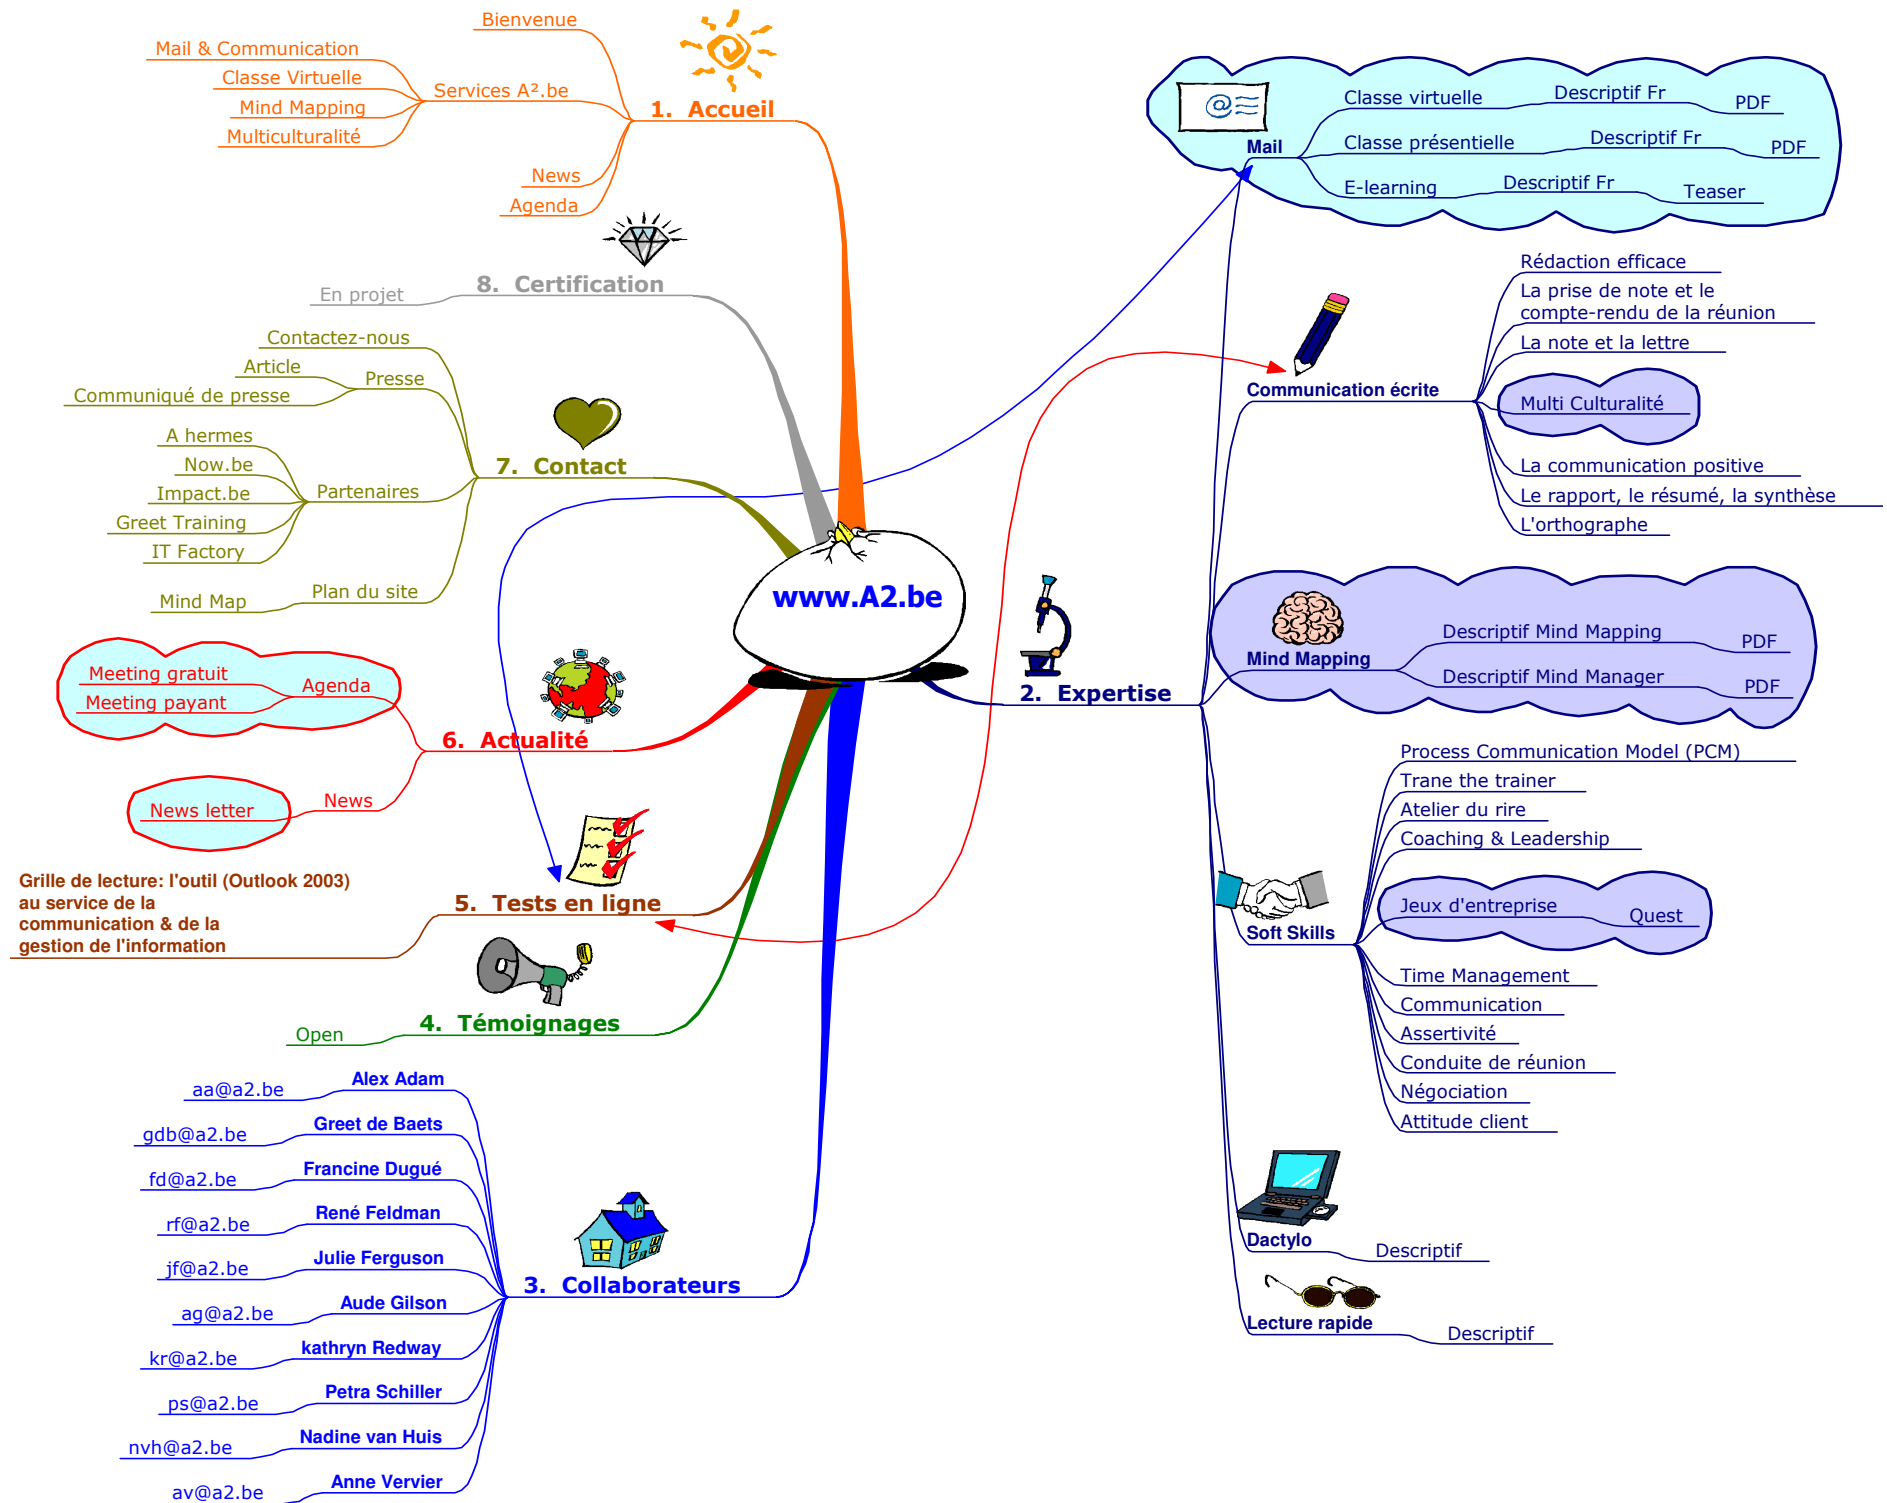 www.A2.be
1. Accueil
Bienvenue
Services A².be
Mail & Communication
Classe Virtuelle
Mind Mapping
Multiculturalité
News
Agenda
2. Expertise
Mail
Classe virtuelle
Descriptif Fr
PDF
Classe présentielle
Descriptif Fr
PDF
E-learning
Descriptif Fr
Teaser
Communication écrite
Rédaction efficace
La prise de note et le
compte-rendu de la réunion
La note et la lettre
Multi Culturalité
La communication positive
Le rapport, le résumé, la synthèse
L'orthographe
Mind Mapping
Descriptif Mind Mapping
PDF
Descriptif Mind Manager
PDF
Soft Skills
Process Communication Model (PCM)
Trane the trainer
Atelier du rire
Coaching & Leadership
Jeux d'entreprise
Quest
Time Management
Communication
Assertivité
Conduite de réunion
Négociation
Attitude client
Dactylo
Descriptif
Lecture rapide
Descriptif
3. Collaborateurs
Alex Adam
aa@a2.be
Greet de Baets
gdb@a2.be
Francine Dugué
fd@a2.be
René Feldman
rf@a2.be
Julie Ferguson
jf@a2.be
Aude Gilson
ag@a2.be
kathryn Redway
kr@a2.be
Petra Schiller
ps@a2.be
Nadine van Huis
nvh@a2.be
Anne Vervier
av@a2.be
4. Témoignages
Open
5. Tests en ligne
Grille de lecture: l'outil (Outlook 2003)
au service de la
communication & de la
gestion de l'information
6. Actualité
Agenda
Meeting gratuit
Meeting payant
News
News letter
7. Contact
Contactez-nous
Presse
Article
Communiqué de presse
Partenaires
A hermes
Now.be
Impact.be
Greet Training
IT Factory
Plan du site
Mind Map
8. Certification
En projet